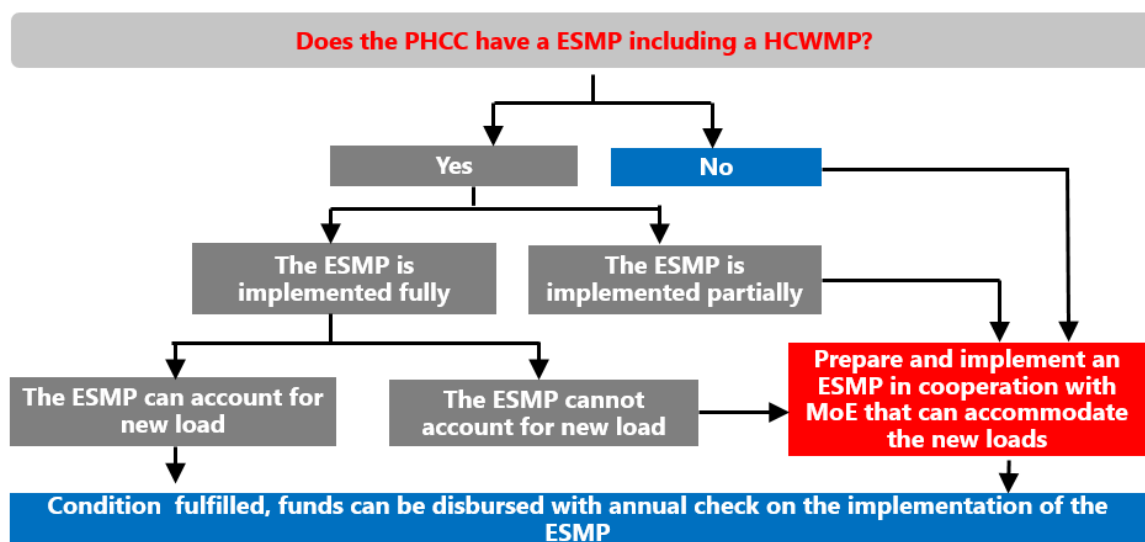 Does the PHCC have a ESMP including a HCWMP?
Yes
No
The ESMP is
implemented fully
The ESMP is
implemented partially
The ESMP can account for
new load
The ESMP cannot
account for new load
Prepare and implement an
ESMP in cooperation with
MoE that can accommodate
the new loads
Condition  fulfilled, funds can be disbursed with annual check on the implementation of the
ESMP